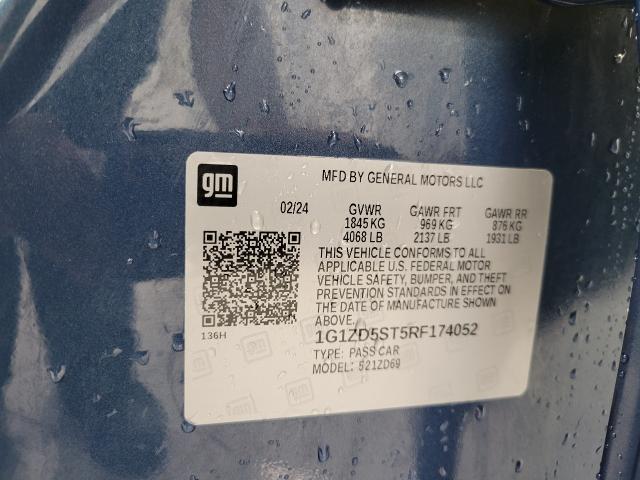 gm
MFD BY GENERAL MOTORS LLC
02/24 GVWR GAWR FRT GAWR RR
1845 KG 969 KG 876 KG
4068 LB 2137 LB 1931 LB
THIS VEHICLE CONFORMS TO ALL
APPLICABLE U.S. FEDERAL MOTOR
VEHICLE SAFETY, BUMPER, AND THEFT
PREVENTION STANDARDS IN EFFECT ON
THE DATE OF MANUFACTURE SHOWN
ABOVE.
136H
1G1ZD5ST5RF174052
TYPE: PASS CAR
MODEL: 521ZD69